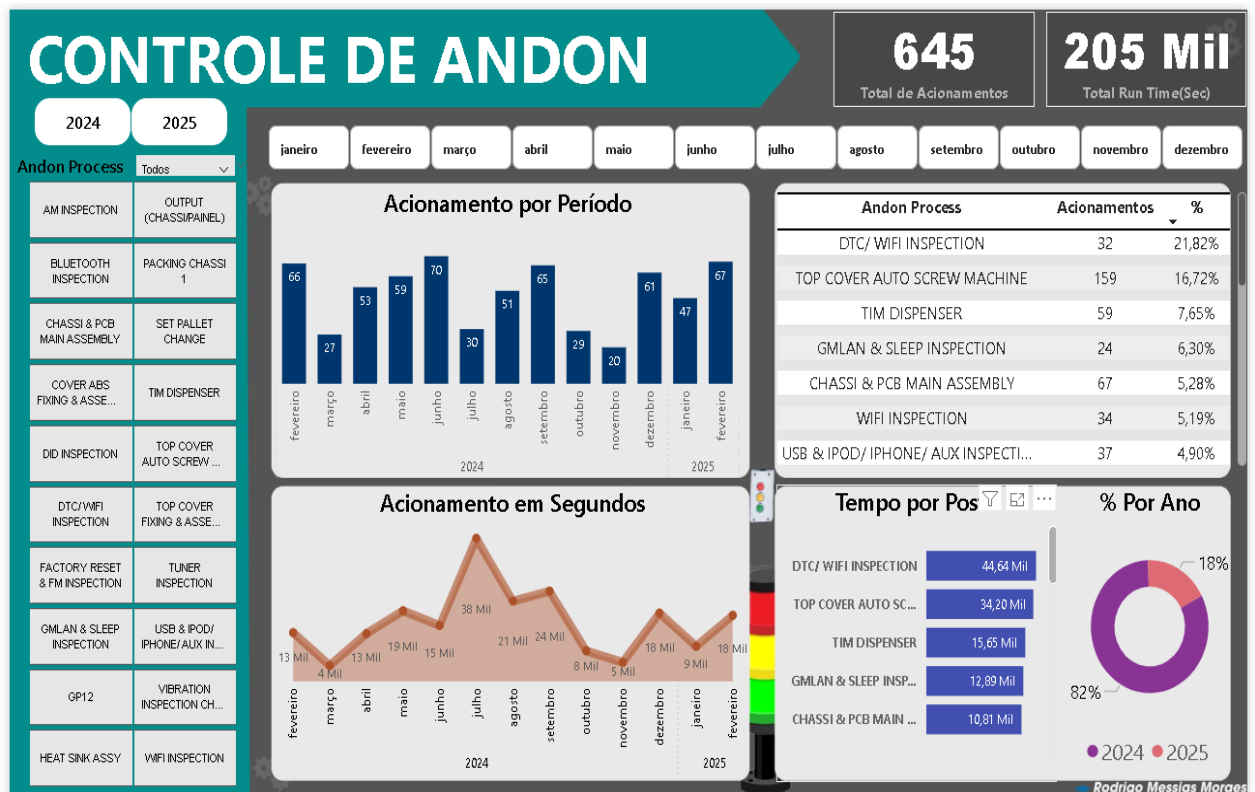 CONTROLE DE ANDON
645
Total de Acionamentos
205 Mil
Total Run Time(Sec)
2024
2025
Andon Process
Todos
janeiro
fevereiro
março
abril
maio
junho
julho
agosto
setembro
outubro
novembro
dezembro
AM INSPECTION
OUTPUT
(CHASSI/PAINEL)
BLUETOOTH
INSPECTION
PACKING CHASSI
1
CHASSI & PCB
MAIN ASSEMBLY
SET PALLET
CHANGE
COVER ABS
FIXING & ASSE...
TIM DISPENSER
DID INSPECTION
TOP COVER
AUTO SCREW ...
DTC/ WIFI
INSPECTION
TOP COVER
FIXING & ASSE...
FACTORY RESET
& FM INSPECTION
TUNER
INSPECTION
GMLAN & SLEEP
INSPECTION
USB & IPOD/
IPHONE/ AUX IN...
GP12
VIBRATION
INSPECTION CH...
HEAT SINK ASSY
WIFI INSPECTION
Acionamento por Período
66
27
53
59
70
30
51
65
29
20
61
47
67
fevereiro
março
abril
maio
junho
julho
agosto
setembro
outubro
novembro
dezembro
janeiro
fevereiro
2024
2025
Andon Process Acionamentos %
DTC/ WIFI INSPECTION 32 21,82%
TOP COVER AUTO SCREW MACHINE 159 16,72%
TIM DISPENSER 59 7,65%
GMLAN & SLEEP INSPECTION 24 6,30%
CHASSI & PCB MAIN ASSEMBLY 67 5,28%
WIFI INSPECTION 34 5,19%
USB & IPOD/ IPHONE/ AUX INSPECTI... 37 4,90%
Acionamento em Segundos
13 Mil
4 Mil
13 Mil
19 Mil
15 Mil
38 Mil
21 Mil
24 Mil
8 Mil
5 Mil
18 Mil
9 Mil
18 Mil
fevereiro
março
abril
maio
junho
julho
agosto
setembro
outubro
novembro
dezembro
janeiro
fevereiro
2024
2025
Tempo por Pos
DTC/ WIFI INSPECTION 44,64 Mil
TOP COVER AUTO SC... 34,20 Mil
TIM DISPENSER 15,65 Mil
GMLAN & SLEEP INSP... 12,89 Mil
CHASSI & PCB MAIN ... 10,81 Mil
% Por Ano
18%
82%
2024 2025
Rodrigo Messias Moraes